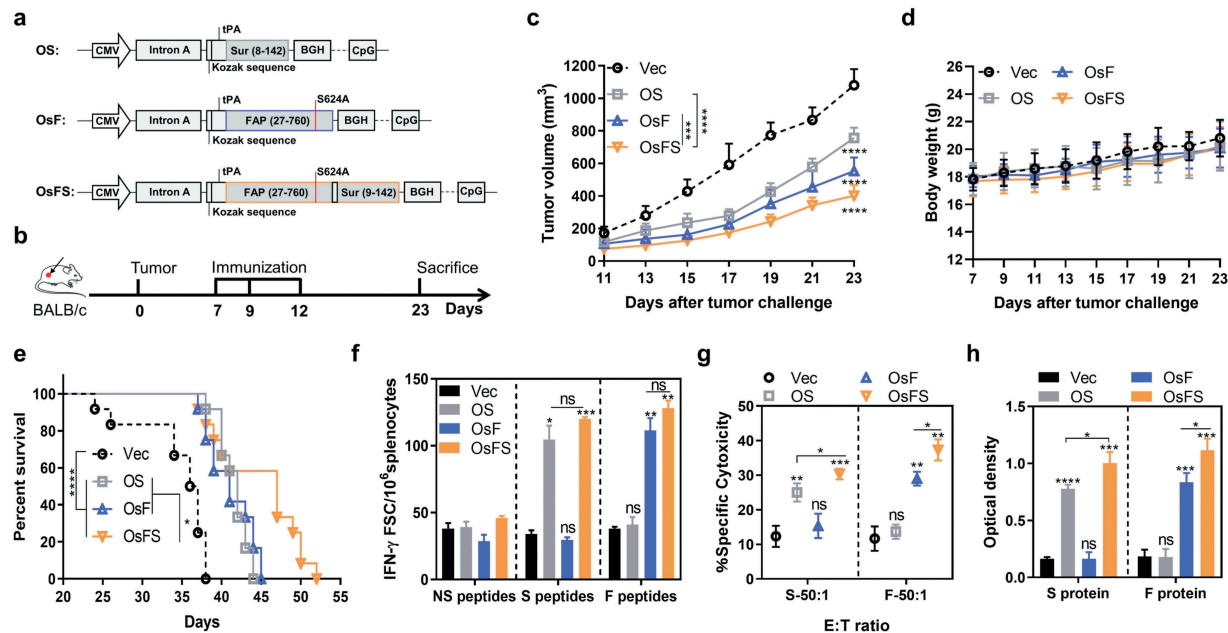 a
tPA
OS:
CMV
Intron A
Sur (8-142)
BGH
CpG
Kozak sequence
tPA
S624A
OsF:
CMV
Intron A
FAP (27-760)
BGH
CpG
Kozak sequence
tPA
S624A
OsFS:
CMV
Intron A
FAP (27-760)
Sur (9-142)
BGH
CpG
Kozak sequence
b
Tumor
Immunization
Sacrifice
BALB/c
0
7
9
12
23
Days
c
Vec
OS
OsF
OsFS
***
****
Tumor volume (mm³)
1200
1000
800
600
400
200
0
****
****
****
11
13
15
17
19
21
23
Days after tumor challenge
d
Vec
OsF
OS
OsFS
Body weight (g)
26
24
22
20
18
16
14
12
7
9
11
13
15
17
19
21
23
Days after tumor challenge
e
Percent survival
100
80
60
40
20
0
****
Vec
OS
OsF
OsFS
*
20
25
30
35
40
45
50
55
Days
f
IFN-γ FSC/10⁶splenocytes
150
100
50
0
Vec
OS
OsF
OsFS
*
ns
***
ns
ns
**
ns
**
NS peptides
S peptides
F peptides
g
Vec
OsF
OS
OsFS
%Specific Cytoxicity
50
40
30
20
10
0
**
ns
*
***
ns
**
*
**
S-50:1
F-50:1
E:T ratio
h
Vec
OsF
OS
OsFS
Optical density
1.5
1.0
0.5
0.0
****
ns
*
***
ns
***
*
***
S protein
F protein